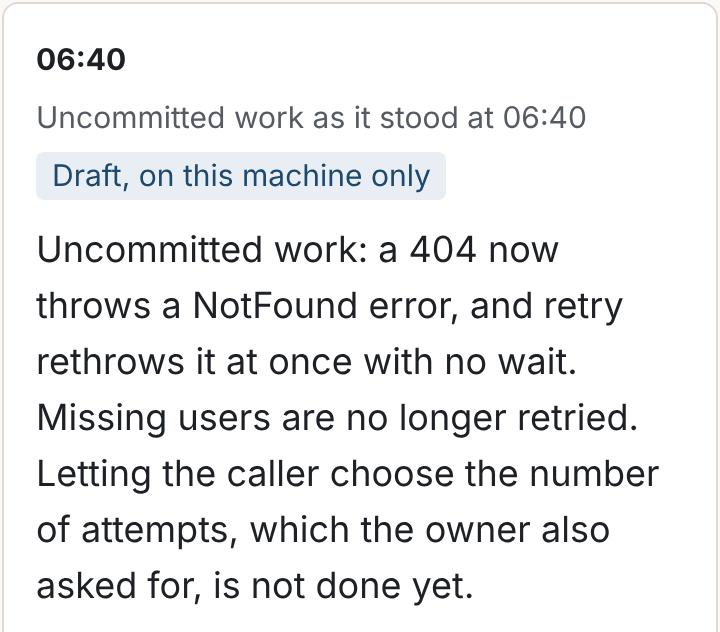 06:40
Uncommitted work as it stood at 06:40
Draft, on this machine only
Uncommitted work: a 404 now
throws a NotFound error, and retry
rethrows it at once with no wait.
Missing users are no longer retried.
Letting the caller choose the number
of attempts, which the owner also
asked for, is not done yet.